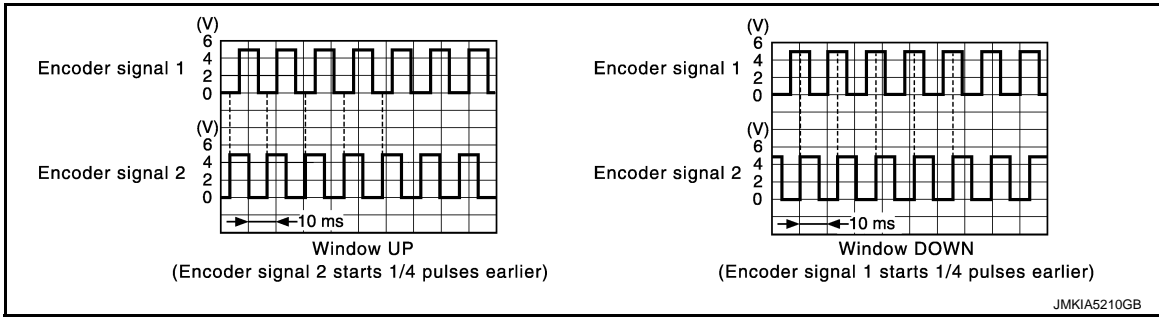 (V)
6
Encoder signal 1
4
2
0
(V)
6
Encoder signal 2
4
2
0
10 ms
Window UP
(Encoder signal 2 starts 1/4 pulses earlier)
(V)
6
Encoder signal 1
4
2
0
(V)
6
Encoder signal 2
4
2
0
10 ms
Window DOWN
(Encoder signal 1 starts 1/4 pulses earlier)
JMKIA5210GB